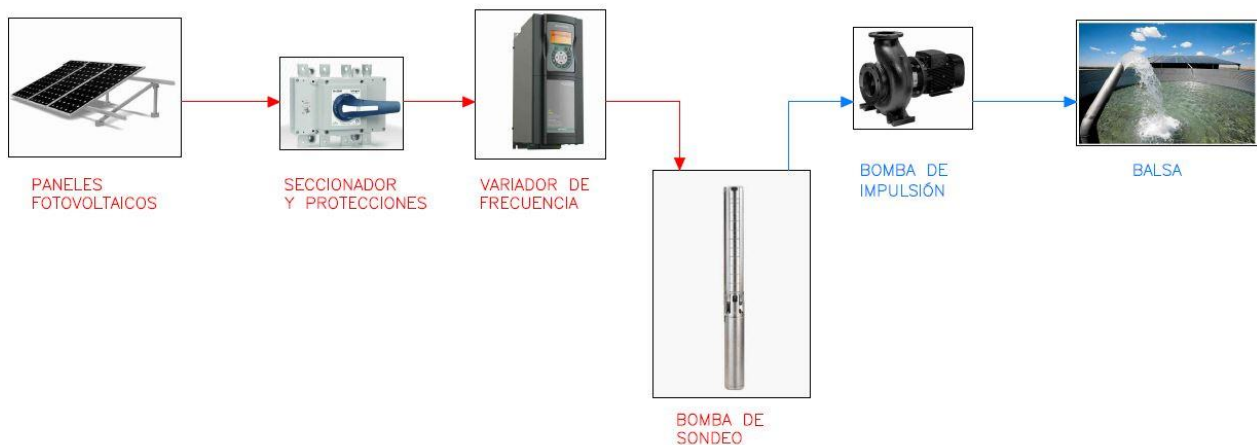 PANELES
FOTOVOLTAICOS
SECCIONADOR
Y PROTECCIONES
VARIADOR DE
FRECUENCIA
BOMBA DE
SONDEO
BOMBA DE
IMPULSIÓN
BALSA